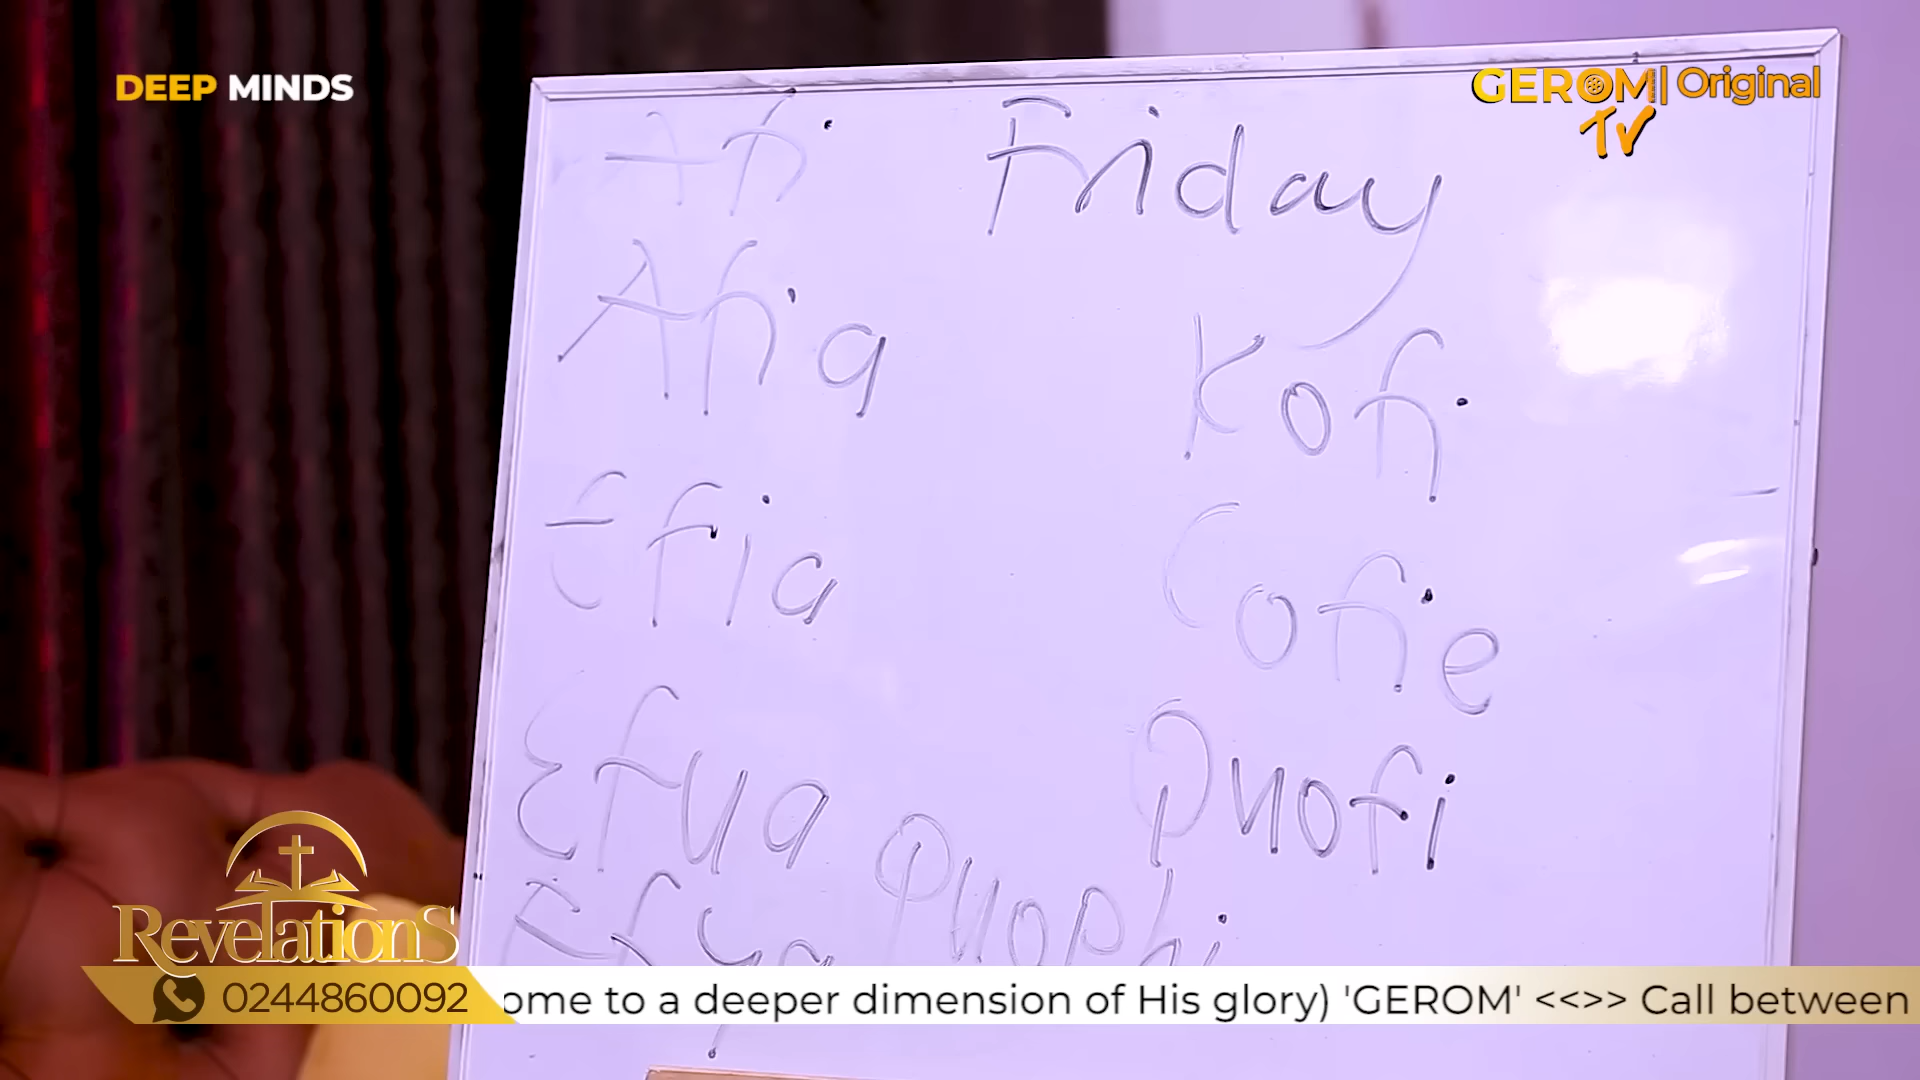 DEEP MINDS
GEROM TV | Original
Afi Friday
Afia
Kofi
Efia
Cofie
Efua
Quofi
Efya
Quophi
RevelationS
0244860092
ome to a deeper dimension of His glory) 'GEROM' <<>> Call between